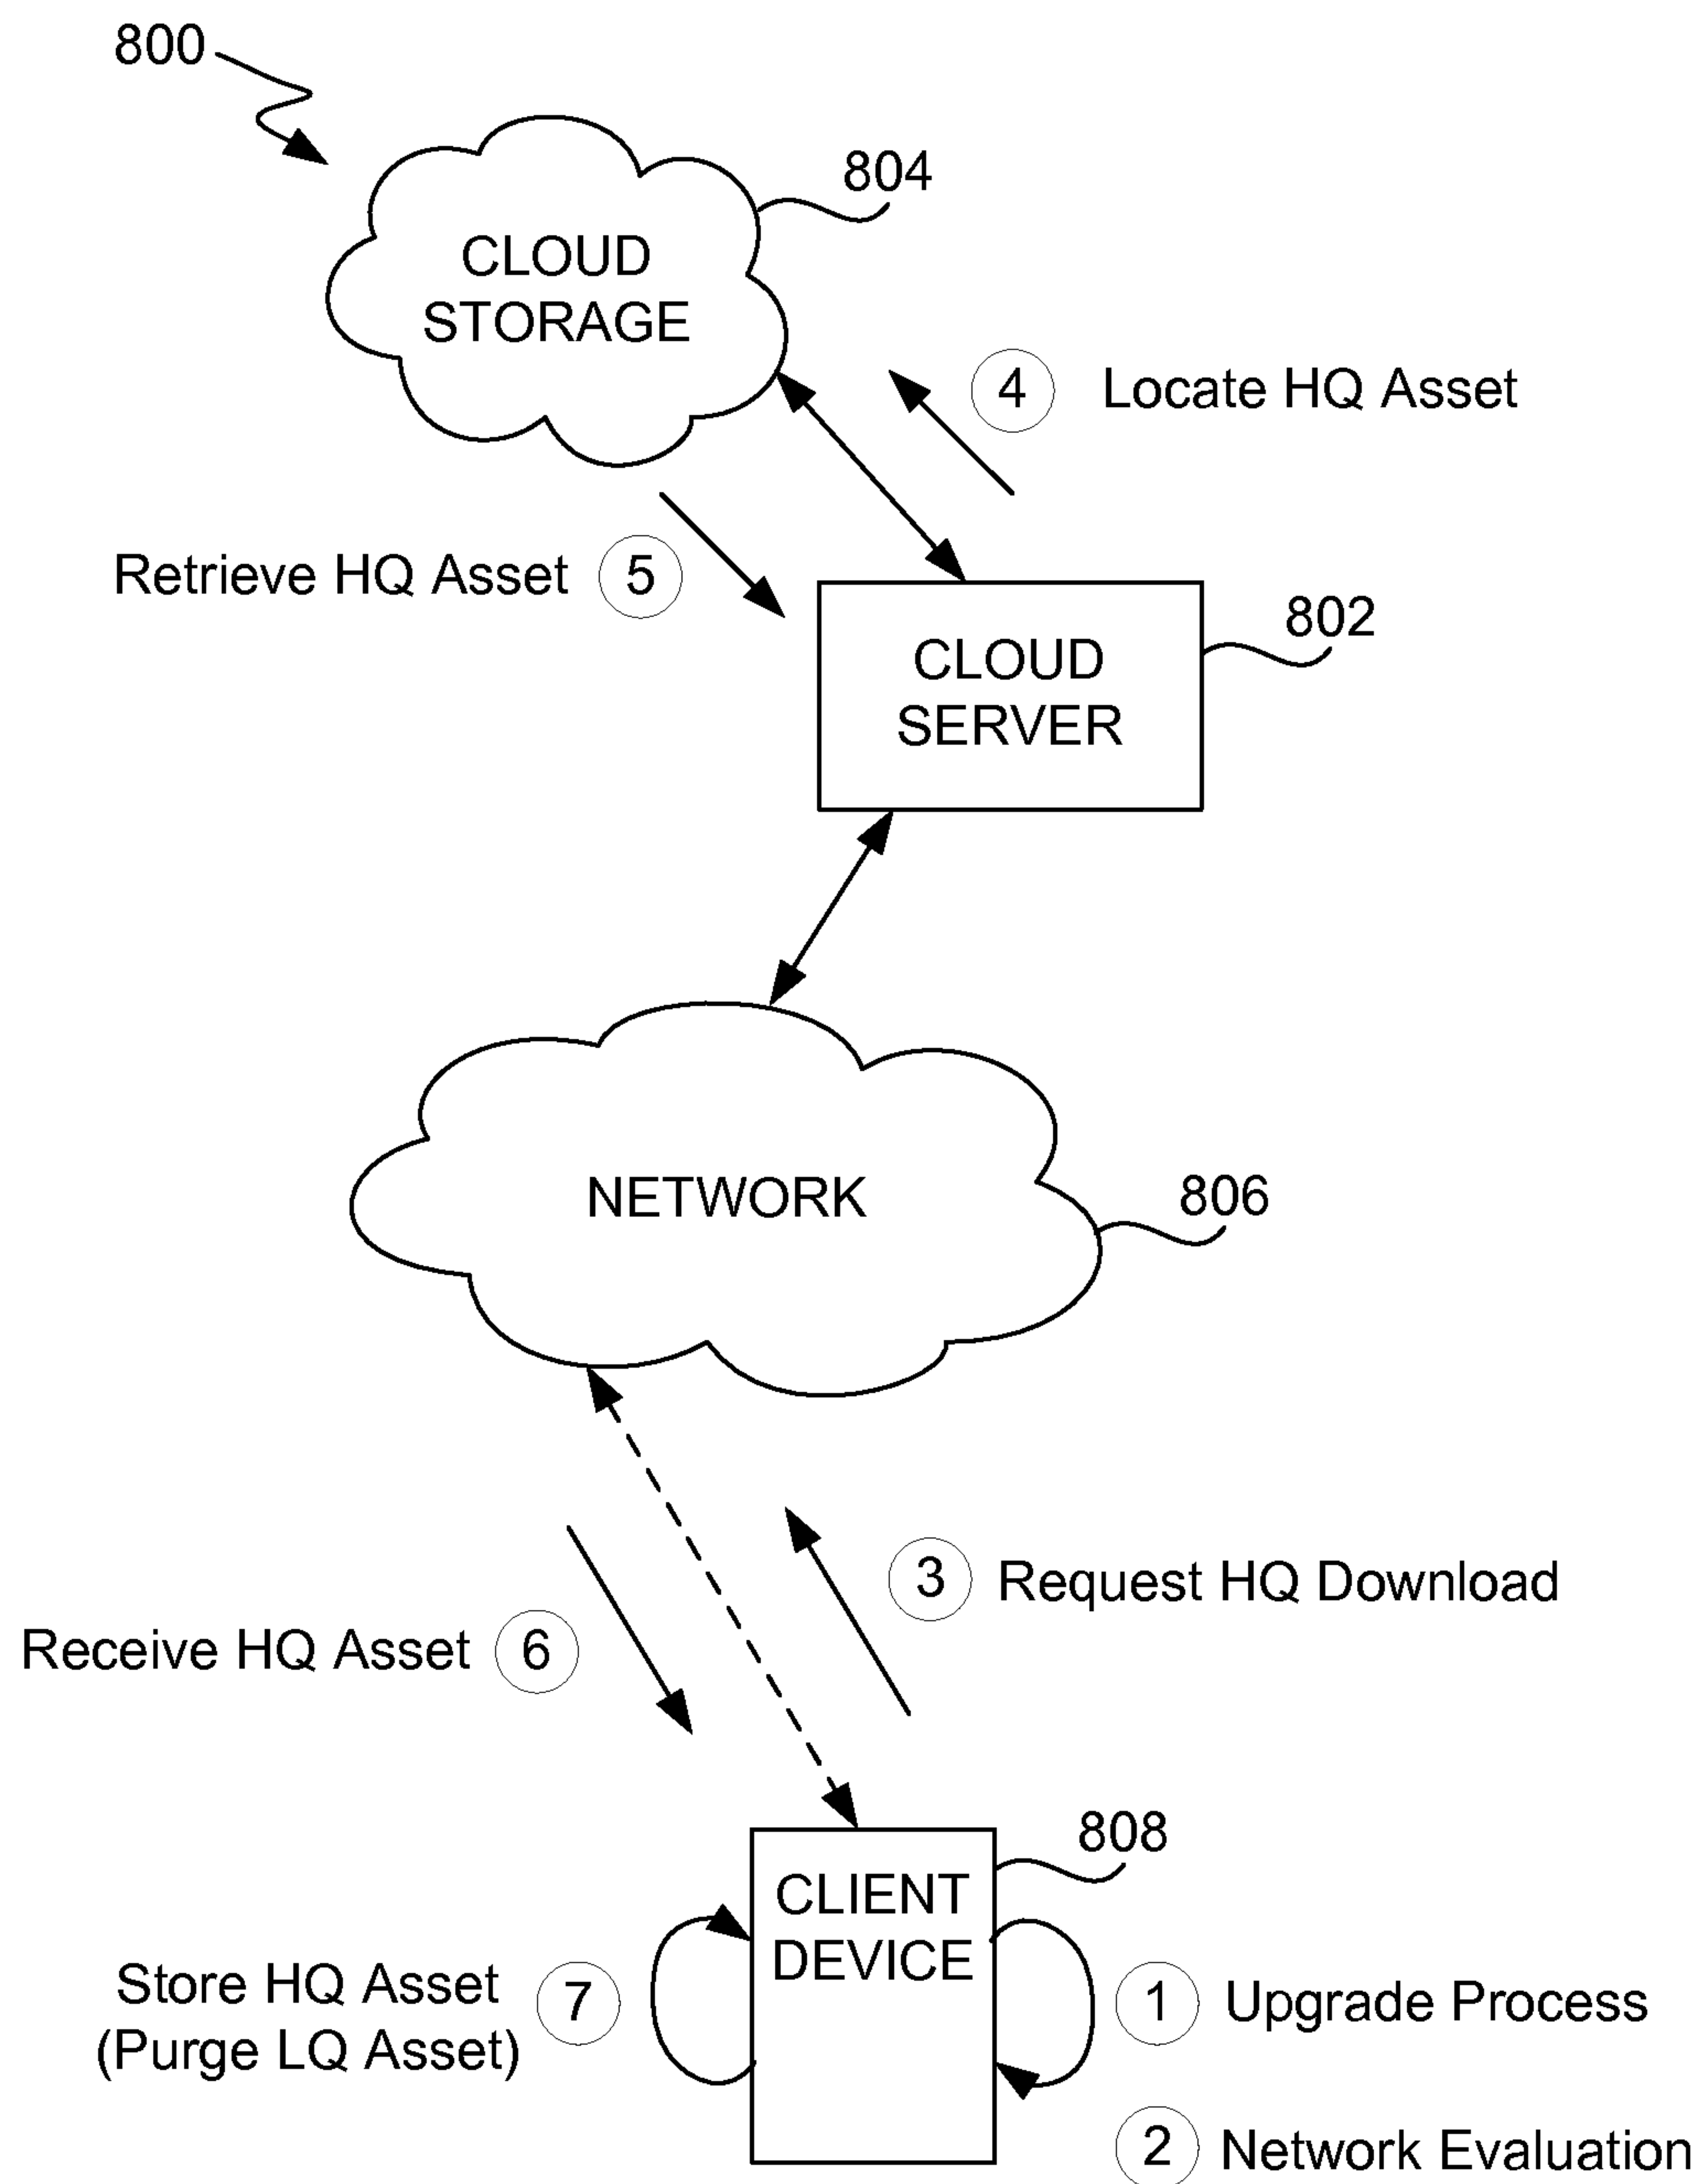 800
804
CLOUD
STORAGE
4 Locate HQ Asset
Retrieve HQ Asset 5
802
CLOUD
SERVER
NETWORK
806
3 Request HQ Download
Receive HQ Asset 6
808
CLIENT
DEVICE
Store HQ Asset
(Purge LQ Asset)
7
1 Upgrade Process
2 Network Evaluation